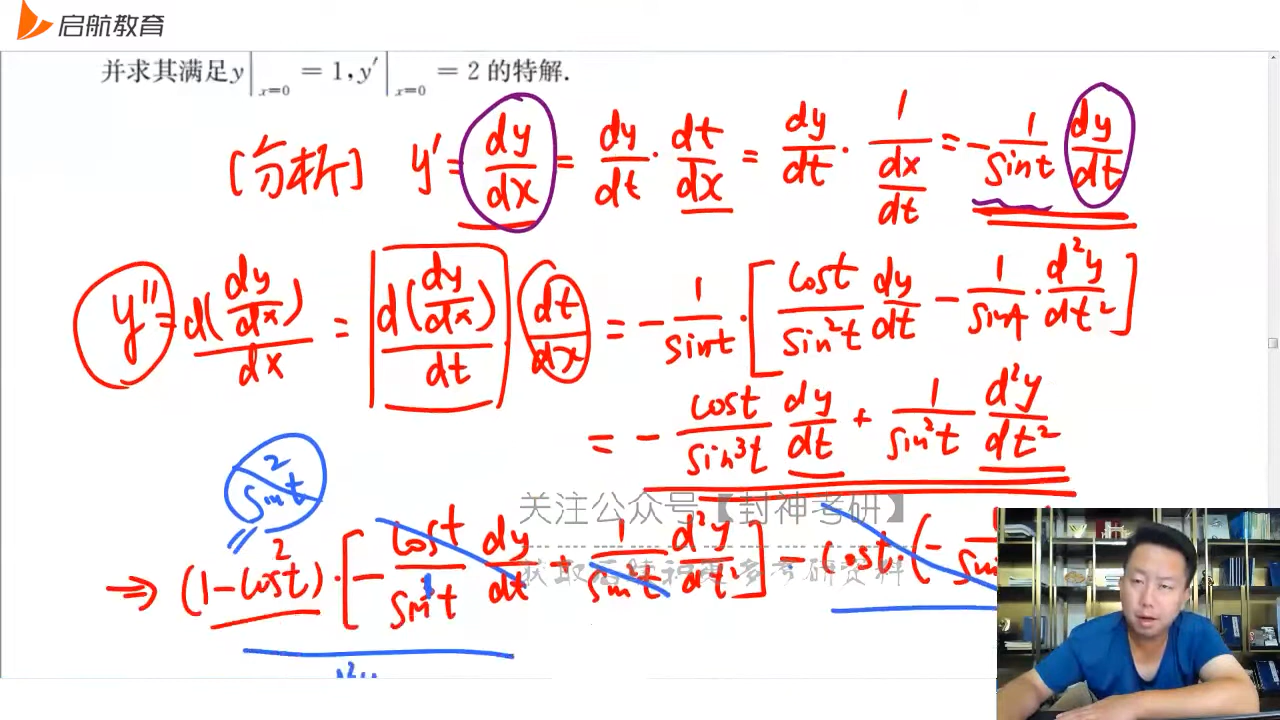 启航教育
并求其满足y|x=0 = 1, y'|x=0 = 2 的特解.
[分析] y' = dy/dx = dy/dt · dt/dx = dy/dt · 1/(dx/dt) = - 1/sint dy/dt
y'' = d(dy/dx)/dx = d(dy/dx)/dt dt/dx = - 1/sint · [cost/sin²t dy/dt - 1/sint · d²y/dt²]
= - cost/sin³t dy/dt + 1/sin²t d²y/dt²
sin²t
关注公众号【封神考研】
⇒ (1-cos²t) · [- cost/sin³t dy/dt + 1/sin²t d²y/dt²] - cost · (-